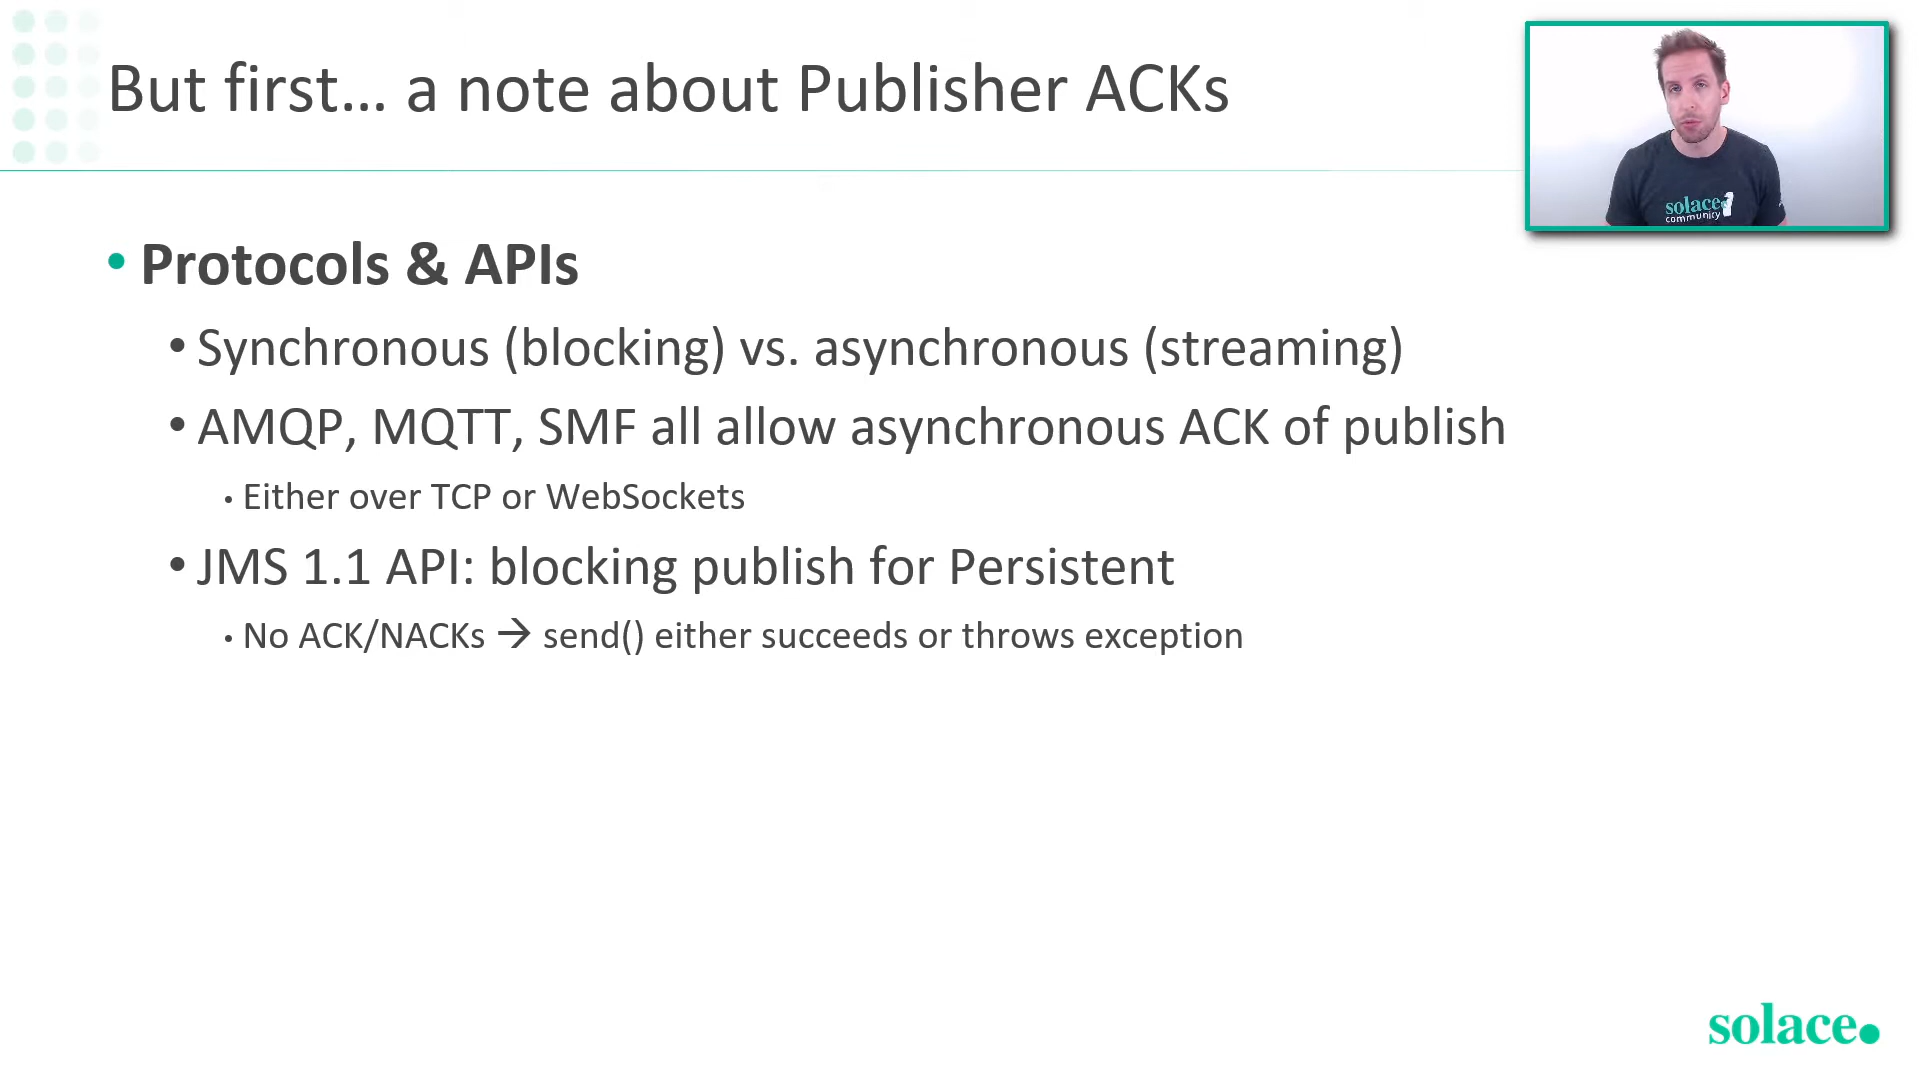 But first... a note about Publisher ACKs
solace
community
• Protocols & APIs
• Synchronous (blocking) vs. asynchronous (streaming)
• AMQP, MQTT, SMF all allow asynchronous ACK of publish
• Either over TCP or WebSockets
• JMS 1.1 API: blocking publish for Persistent
• No ACK/NACKs → send() either succeeds or throws exception
solace.